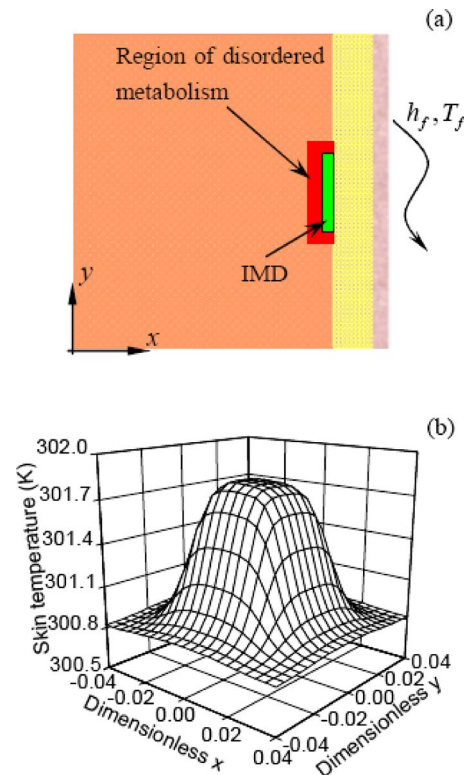 (a)
Region of disordered
metabolism
h_f, T_f
IMD
y
x
(b)
302.0
301.7
301.4
301.1
300.8
300.5
Skin temperature (K)
-0.04
-0.02
0.00
0.02
0.04
Dimensionless x
-0.04
-0.02
0.00
0.02
0.04
Dimensionless y